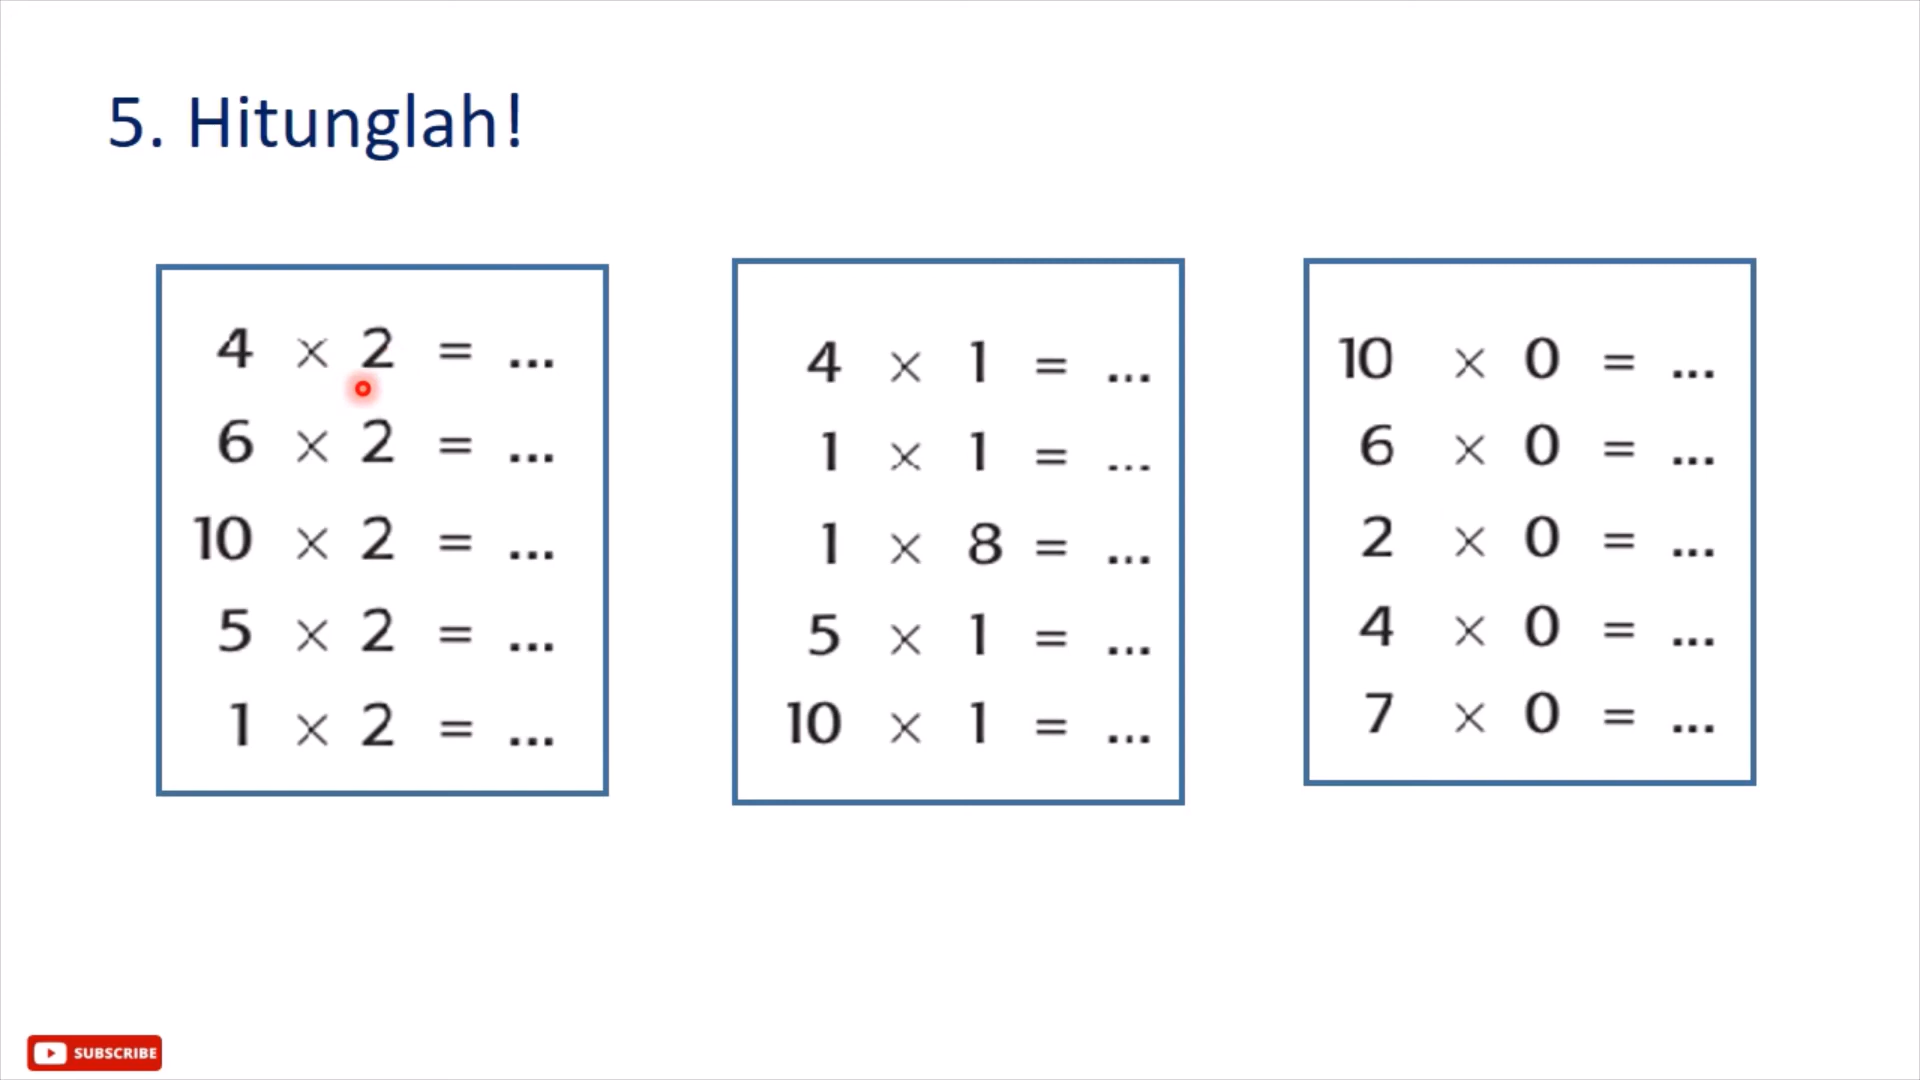 5. Hitunglah!
4 × 2 = ...
6 × 2 = ...
10 × 2 = ...
5 × 2 = ...
1 × 2 = ...
4 × 1 = ...
1 × 1 = ...
1 × 8 = ...
5 × 1 = ...
10 × 1 = ...
10 × 0 = ...
6 × 0 = ...
2 × 0 = ...
4 × 0 = ...
7 × 0 = ...
SUBSCRIBE